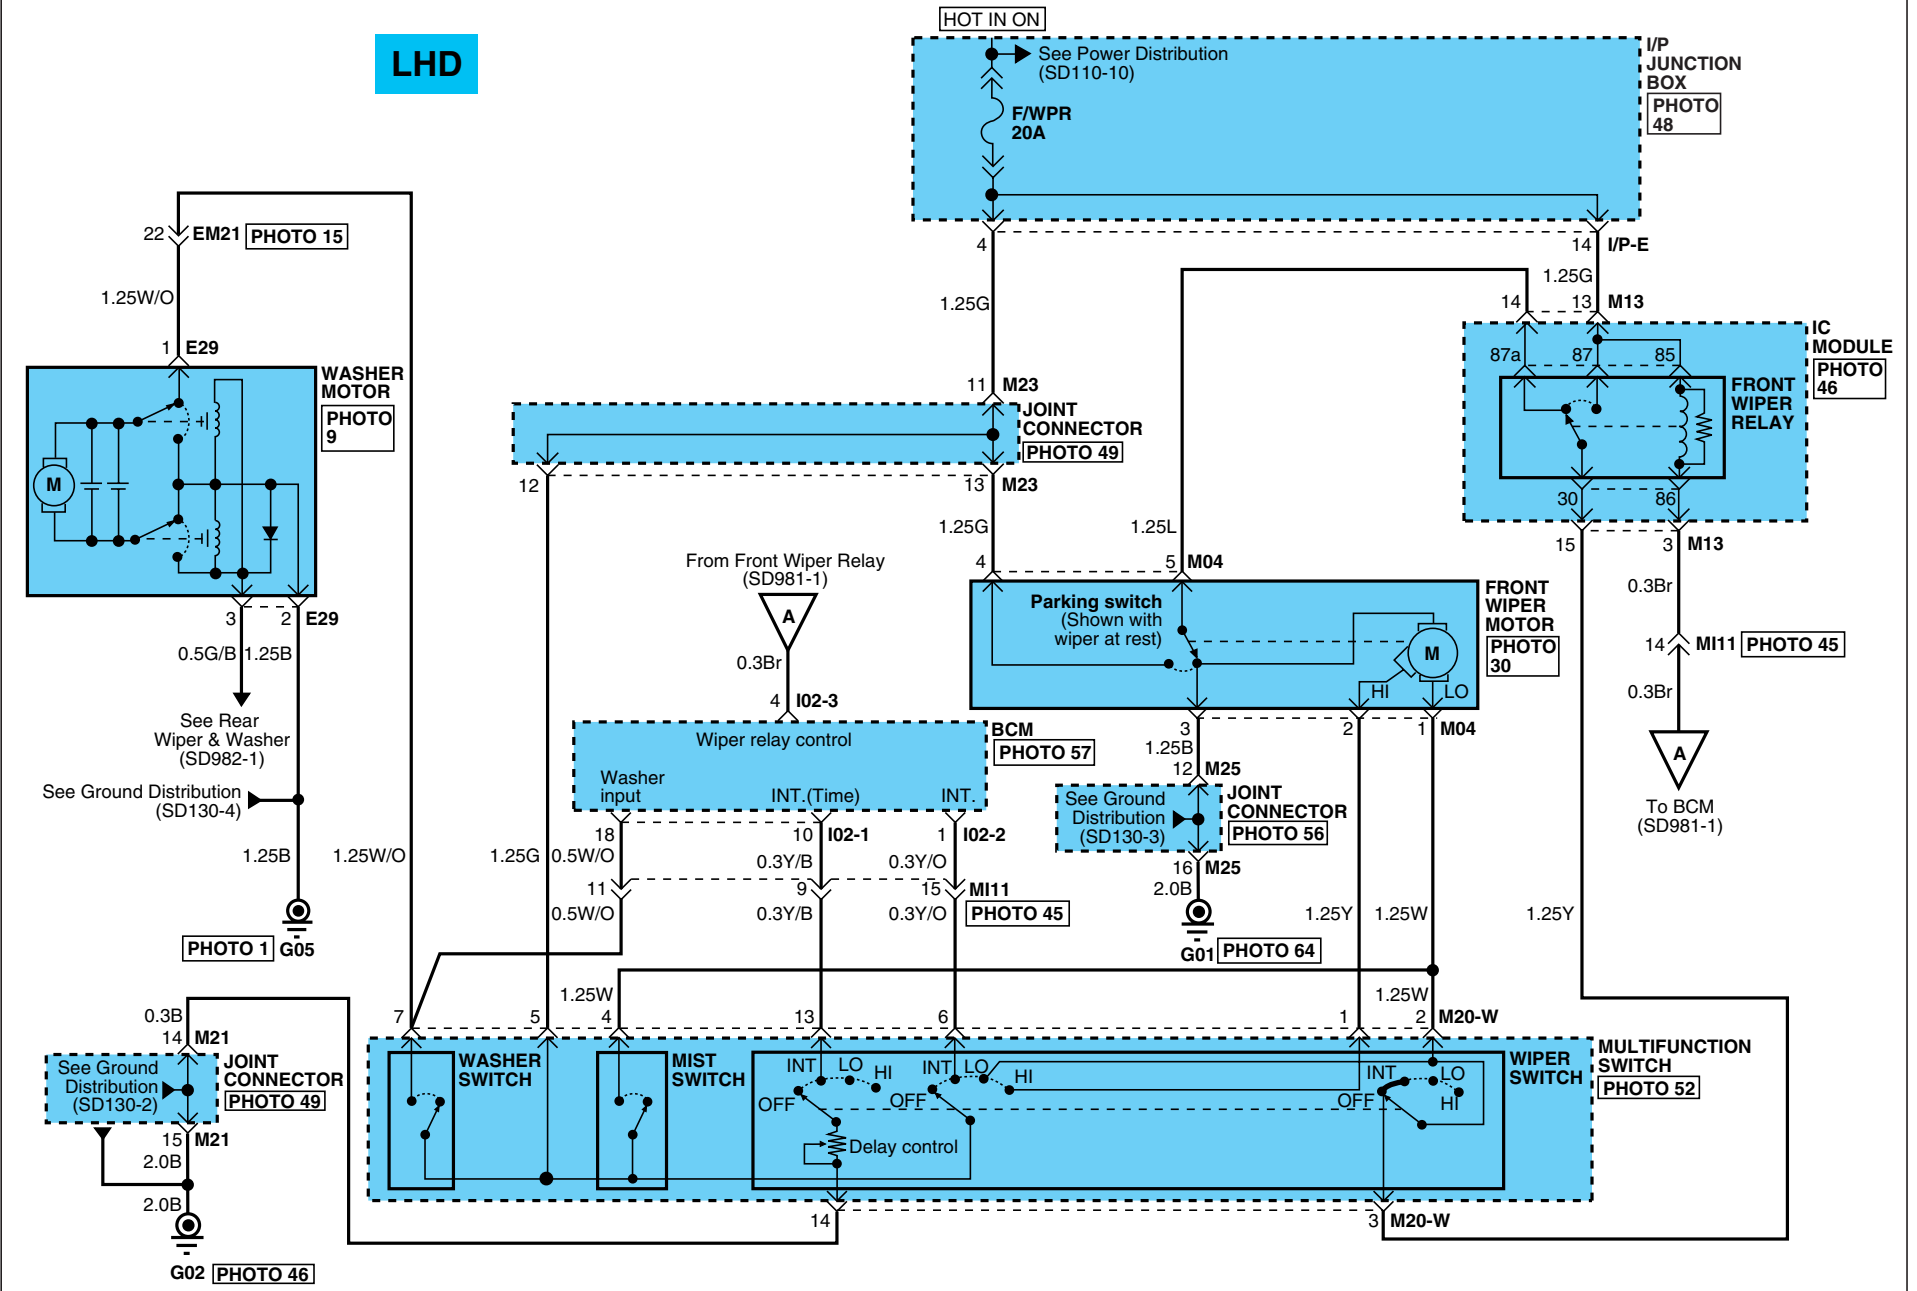 HOT IN ON
LHD
See Power Distribution
(SD110-10)
F/WPR
20A
I/P
JUNCTION
BOX
PHOTO
48
4
14
I/P-E
22
EM21
PHOTO 15
1.25W/O
1
E29
WASHER
MOTOR
PHOTO
9
M
3
2
E29
0.5G/B
1.25B
See Rear
Wiper & Washer
(SD982-1)
See Ground Distribution
(SD130-4)
1.25B
PHOTO 1
G05
1.25W/O
1.25G
1.25G
14
13
M13
IC
MODULE
PHOTO
46
87a
87
85
FRONT
WIPER
RELAY
30
86
15
3
M13
0.3Br
14
MI11
PHOTO 45
0.3Br
A
To BCM
(SD981-1)
11
M23
JOINT
CONNECTOR
PHOTO 49
12
13
M23
1.25G
1.25L
4
5
M04
Parking switch
(Shown with
wiper at rest)
M
HI
LO
FRONT
WIPER
MOTOR
PHOTO
30
3
2
1
M04
1.25B
12
M25
See Ground
Distribution
(SD130-3)
JOINT
CONNECTOR
PHOTO 56
16
M25
2.0B
G01
PHOTO 64
From Front Wiper Relay
(SD981-1)
A
0.3Br
4
I02-3
Wiper relay control
Washer
input
INT.(Time)
INT.
BCM
PHOTO 57
18
10
I02-1
1
I02-2
1.25G
0.5W/O
0.3Y/B
0.3Y/O
11
9
15
MI11
PHOTO 45
0.5W/O
0.3Y/B
0.3Y/O
1.25Y
1.25W
1.25Y
1.25W
1.25W
7
5
4
13
6
1
2
M20-W
WASHER
SWITCH
MIST
SWITCH
INT
LO
HI
OFF
Delay control
INT
LO
HI
OFF
INT
LO
HI
OFF
WIPER
SWITCH
MULTIFUNCTION
SWITCH
PHOTO 52
14
3
M20-W
0.3B
14
M21
See Ground
Distribution
(SD130-2)
JOINT
CONNECTOR
PHOTO 49
15
M21
2.0B
2.0B
G02
PHOTO 46